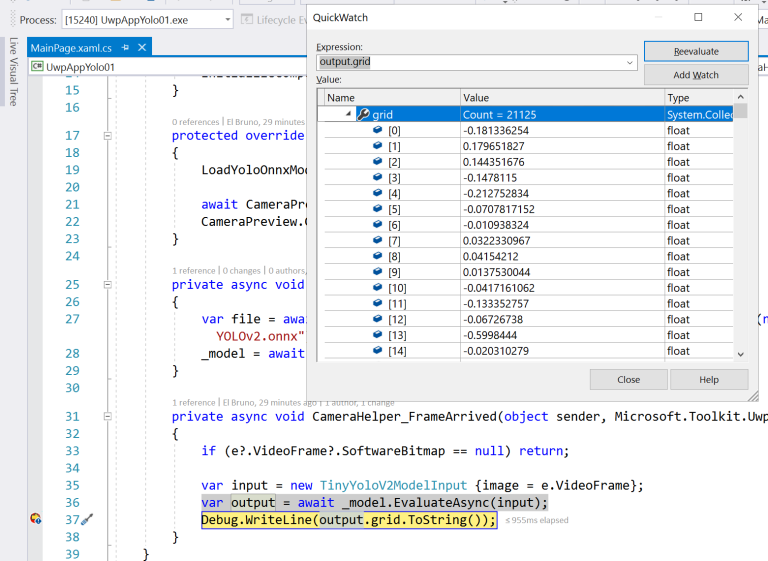 Process: [15240] UwpAppYolo01.exe Lifecycle
Live Visual Tree
MainPage.xaml.cs
UwpAppYolo01
15 }
16
0 references | El Bruno, 29 minutes
17 protected override
18 {
19 LoadYoloOnnxMod
20
21 await CameraPre
22 CameraPreview.
23 }
24
1 reference | 0 changes | 0 authors,
25 private async void
26 {
27 var file = awai
YOLOv2.onnx"
28 _model = await
29 }
30
1 reference | El Bruno, 29 minutes ago | 1 author, 1 change
31 private async void CameraHelper_FrameArrived(object sender, Microsoft.Toolkit.Uwp
32 {
33 if (e?.VideoFrame?.SoftwareBitmap == null) return;
34
35 var input = new TinyYoloV2ModelInput {image = e.VideoFrame};
36 var output = await _model.EvaluateAsync(input);
37 Debug.WriteLine(output.grid.ToString()); ≤955ms elapsed
38 }
39 }
QuickWatch
Expression:
output.grid
Reevaluate
Add Watch
Value:
Name Value Type
grid Count = 21125 System.Collec
[0] -0.181336254 float
[1] 0.179651827 float
[2] 0.144351676 float
[3] -0.1478115 float
[4] -0.212752834 float
[5] -0.0707817152 float
[6] -0.010938324 float
[7] 0.0322330967 float
[8] 0.04154212 float
[9] 0.0137530044 float
[10] -0.0417161062 float
[11] -0.133352757 float
[12] -0.06726738 float
[13] -0.5998444 float
[14] -0.020310279 float
Close Help